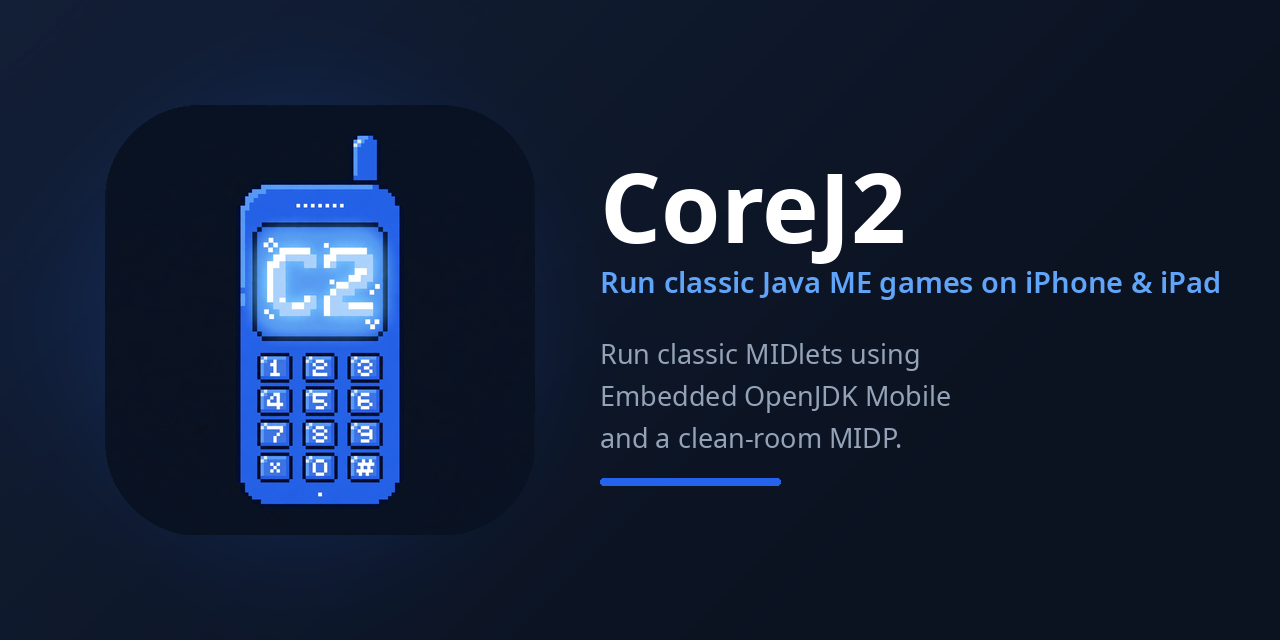 C2
1 2 3
4 5 6
7 8 9
× 0 #
CoreJ2
Run classic Java ME games on iPhone & iPad
Run classic MIDlets using
Embedded OpenJDK Mobile
and a clean-room MIDP.